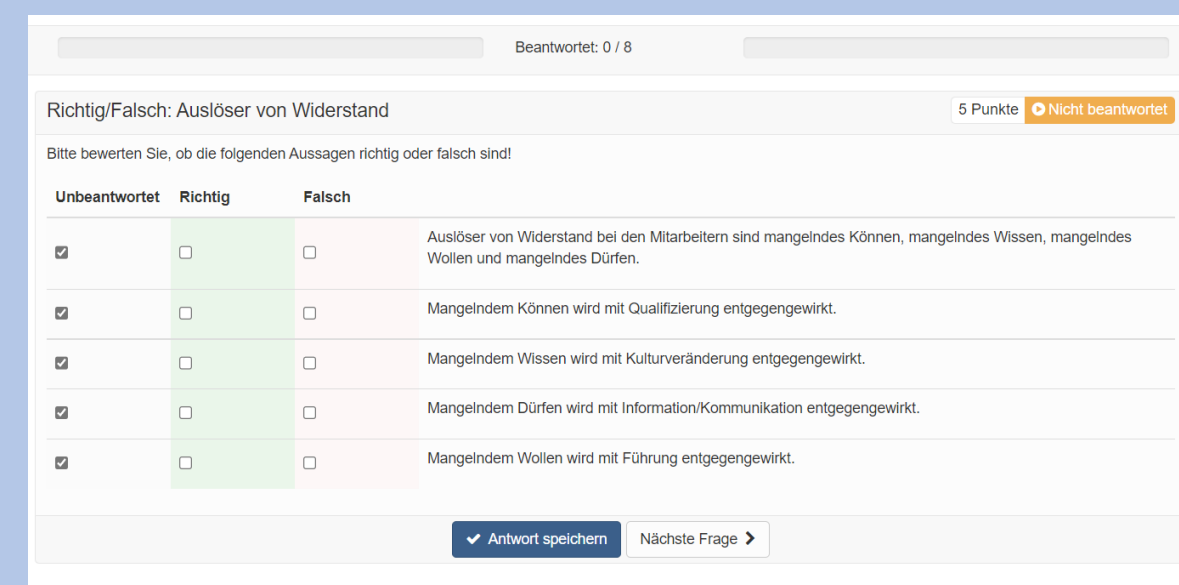 Beantwortet: 0 / 8
Richtig/Falsch: Auslöser von Widerstand
5 Punkte Nicht beantwortet
Bitte bewerten Sie, ob die folgenden Aussagen richtig oder falsch sind!
Unbeantwortet Richtig Falsch
Auslöser von Widerstand bei den Mitarbeitern sind mangelndes Können, mangelndes Wissen, mangelndes
Wollen und mangelndes Dürfen.
Mangelndem Können wird mit Qualifizierung entgegengewirkt.
Mangelndem Wissen wird mit Kulturveränderung entgegengewirkt.
Mangelndem Dürfen wird mit Information/Kommunikation entgegengewirkt.
Mangelndem Wollen wird mit Führung entgegengewirkt.
Antwort speichern Nächste Frage